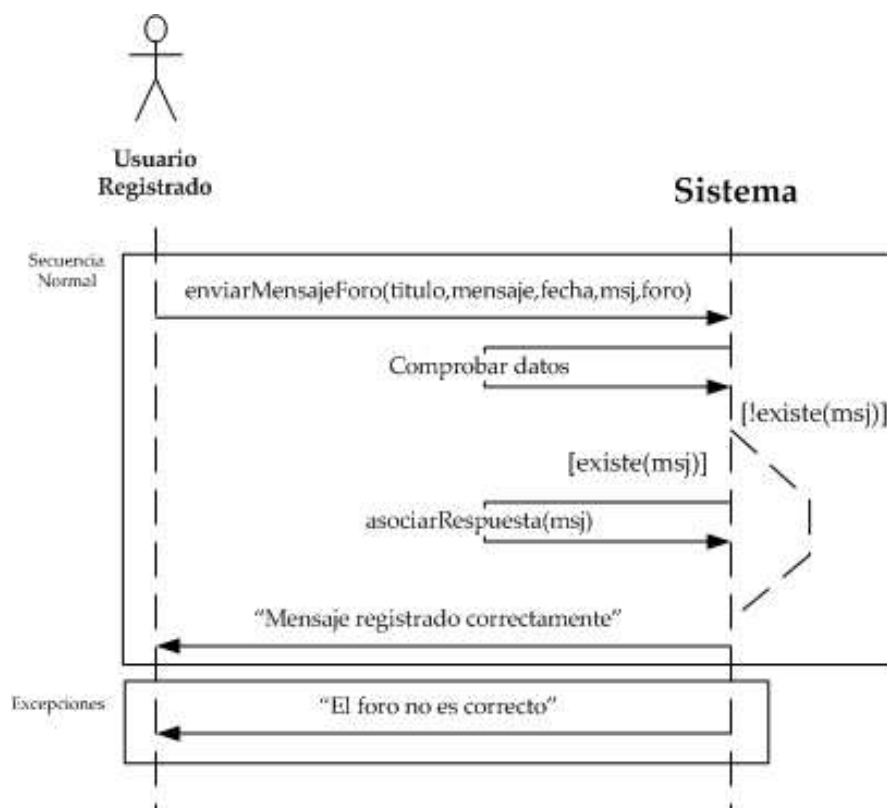 Usuario
Registrado
Sistema
Secuencia
Normal
enviarMensajeForo(titulo,mensaje,fecha,msj,foro)
Comprobar datos
[!existe(msj)]
[existe(msj)]
asociarRespuesta(msj)
“Mensaje registrado correctamente”
Excepciones
“El foro no es correcto”